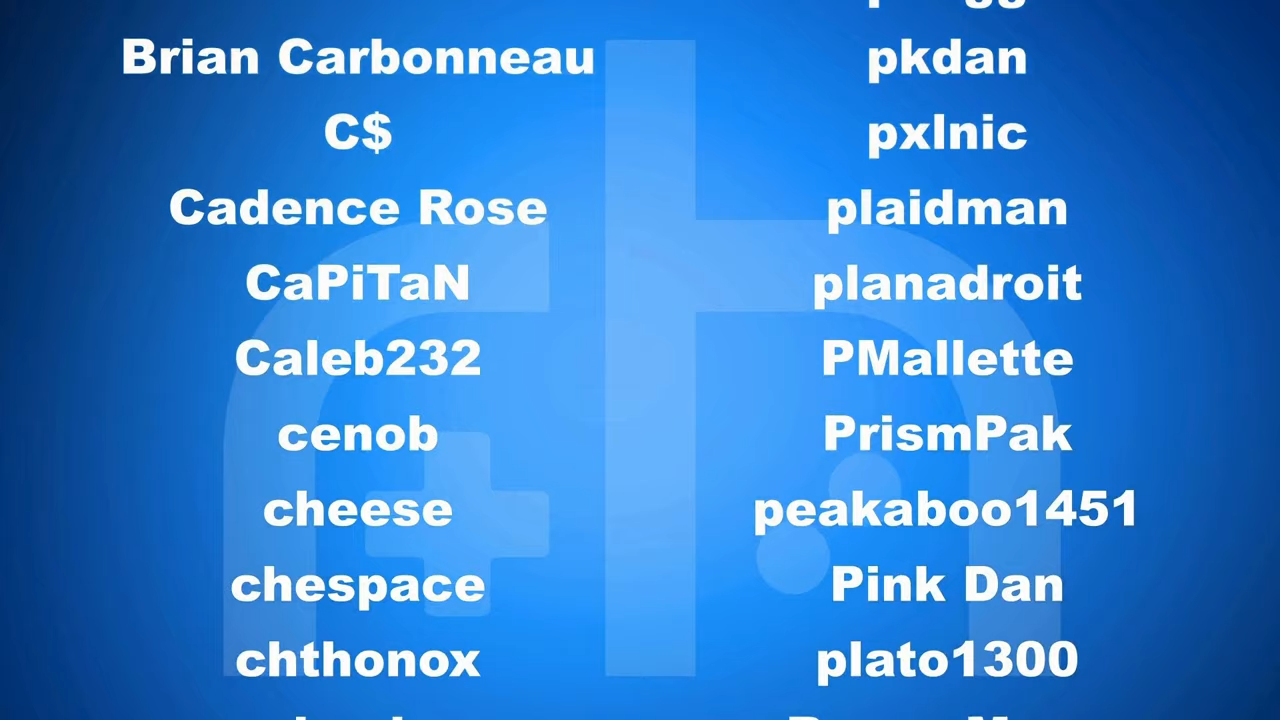 Brian Carbonneau
C$
Cadence Rose
CaPiTaN
Caleb232
cenob
cheese
chespace
chthonox
pkdan
pxlnic
plaidman
planadroit
PMallette
PrismPak
peakaboo1451
Pink Dan
plato1300